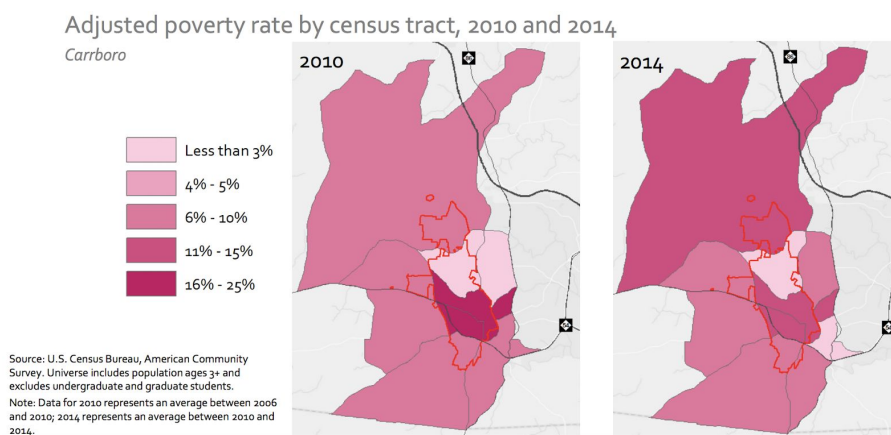 Adjusted poverty rate by census tract, 2010 and 2014
Carrboro
2010
2014
Less than 3%
4% - 5%
6% - 10%
11% - 15%
16% - 25%
Source: U.S. Census Bureau, American Community
Survey. Universe includes population ages 3+ and
excludes undergraduate and graduate students.
Note: Data for 2010 represents an average between 2006
and 2010; 2014 represents an average between 2010 and
2014.